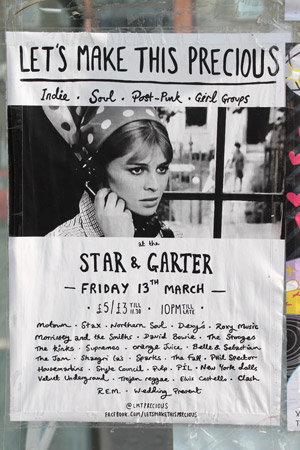 LET'S MAKE THIS PRECIOUS
Indie . Soul . Post-Punk . Girl Groups
at the
STAR & GARTER
— FRIDAY 13TH MARCH —
· £5/£3 TILL 11.30 · 10PM TILL LATE ·
Motown . Stax . Northern Soul . Dexy's . Roxy Music
Morrissey and the Smiths . David Bowie . The Stooges
The Kinks . Supremes . Orange Juice . Belle & Sebastian
The Jam . Shangri (as) . Sparks . The Fall . Phil Spector
Housemartins . Style Council . Pulp . PiL . New York Dolls
Velvet Underground . Trojan reggae . Elvis Costello . Clash
R.E.M. . Wedding Present
@LMTPRECIOUS
FACEBOOK.COM/LETSMAKETHISPRECIOUS